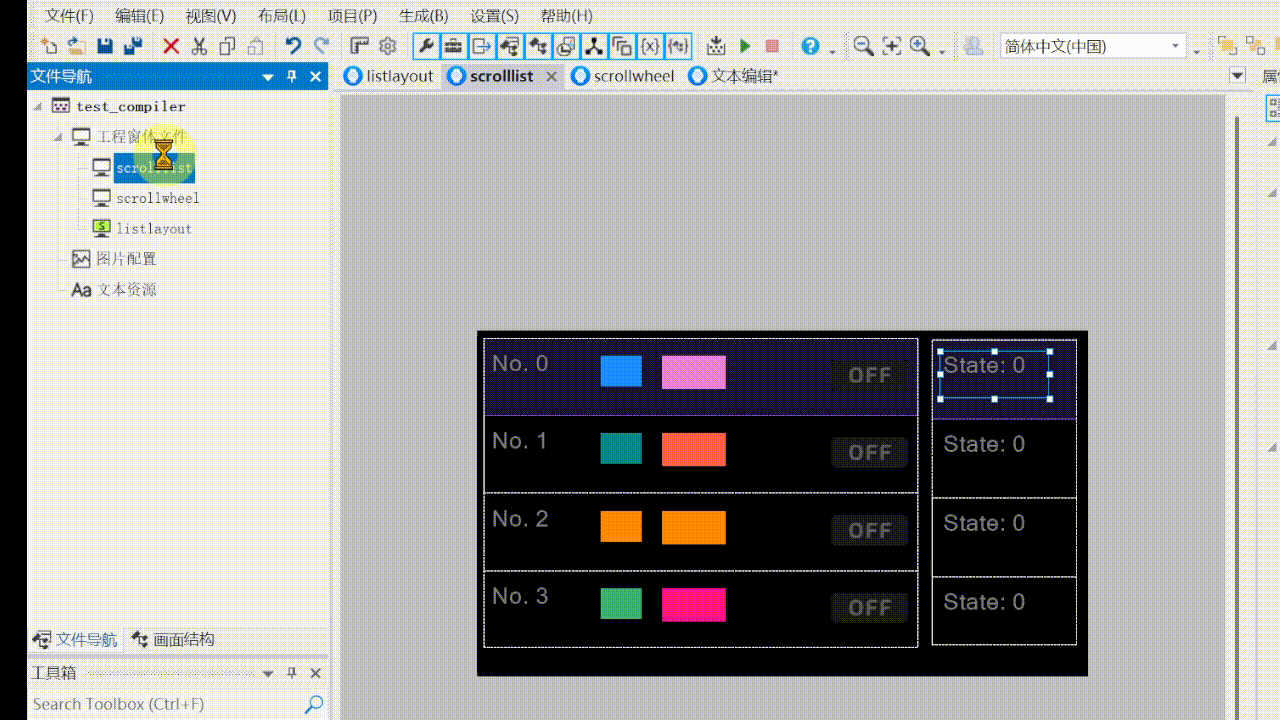 文件(F) 编辑(E) 视图(V) 布局(L) 项目(P) 生成(B) 设置(S) 帮助(H)
简体中文(中国)
文件导航
listlayout scrolllist scrollwheel 文本编辑*
属
test_compiler
工程窗体文件
scrolllist
scrollwheel
listlayout
图片配置
Aa 文本资源
No. 0 OFF State: 0
No. 1 OFF State: 0
No. 2 OFF State: 0
No. 3 OFF State: 0
文件导航 画面结构
工具箱
Search Toolbox (Ctrl+F)